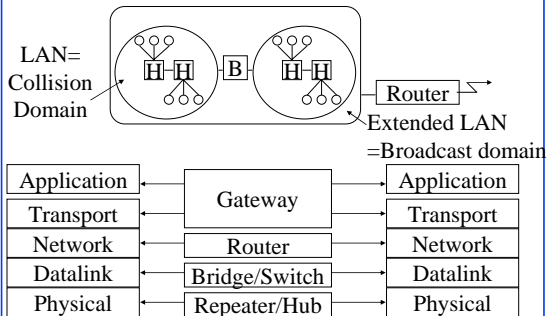 LAN=
Collision
Domain
H H B H H
Router
Extended LAN
=Broadcast domain
Application Gateway Application
Transport Transport
Network Router Network
Datalink Bridge/Switch Datalink
Physical Repeater/Hub Physical